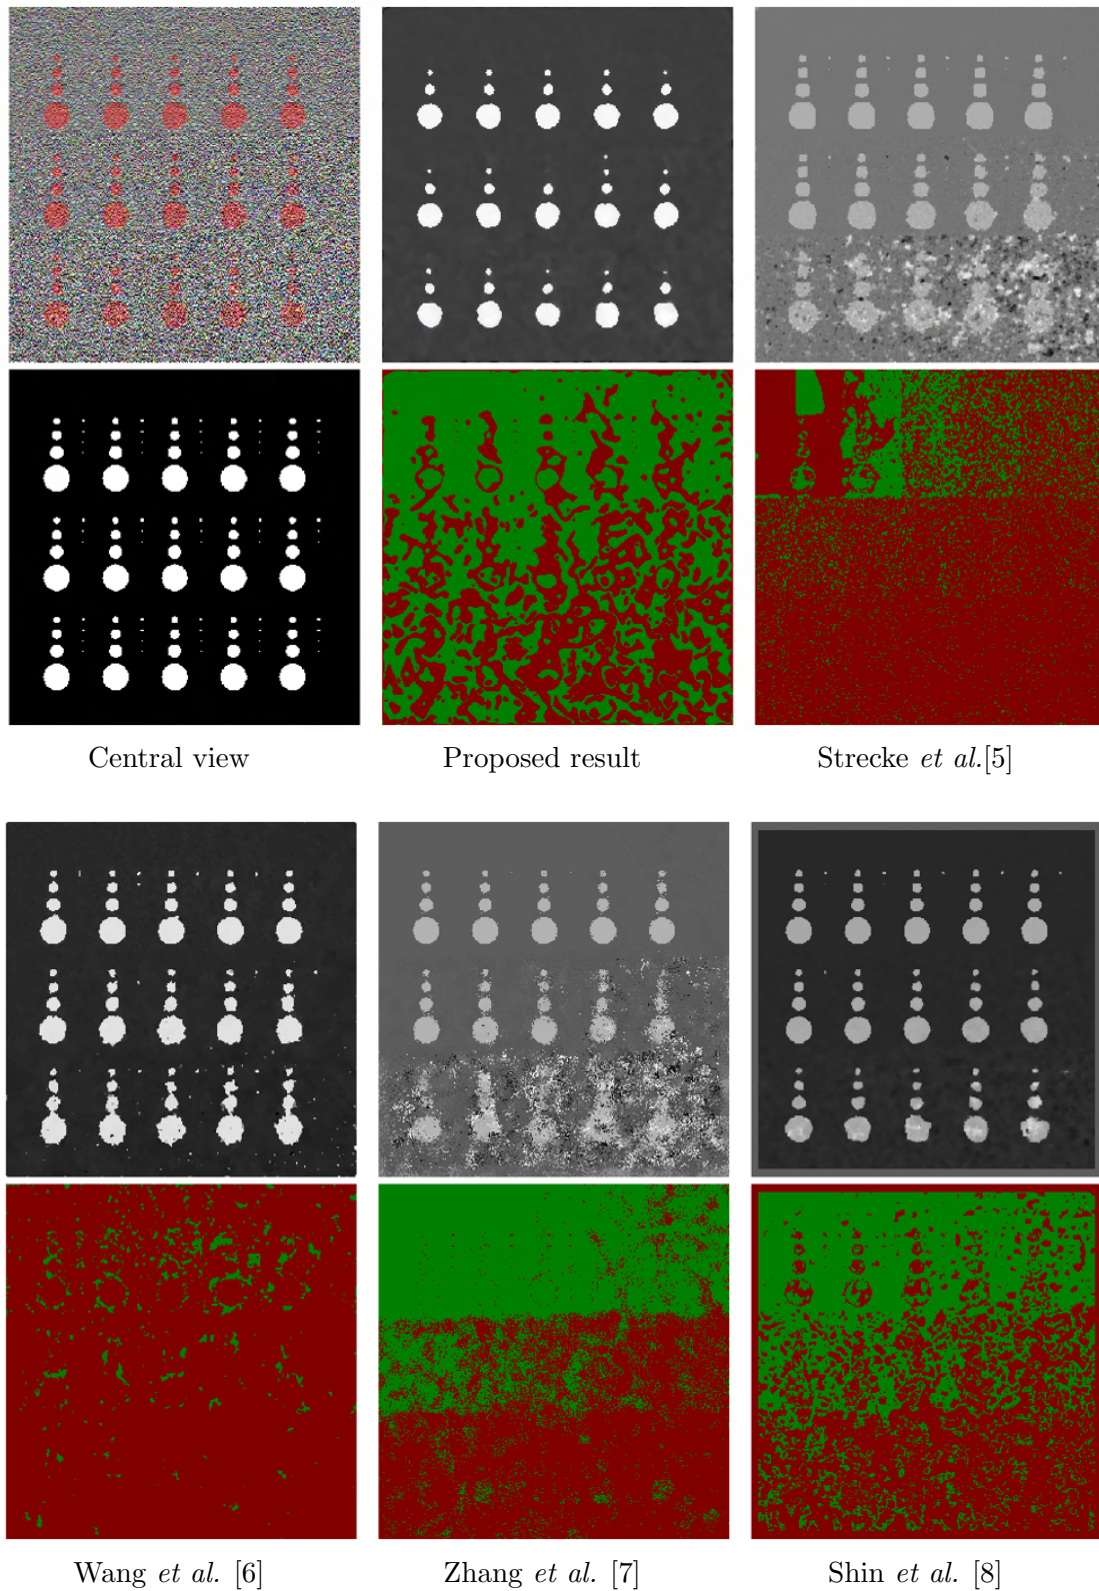 Central view
Proposed result
Strecke et al.[5]
Wang et al. [6]
Zhang et al. [7]
Shin et al. [8]